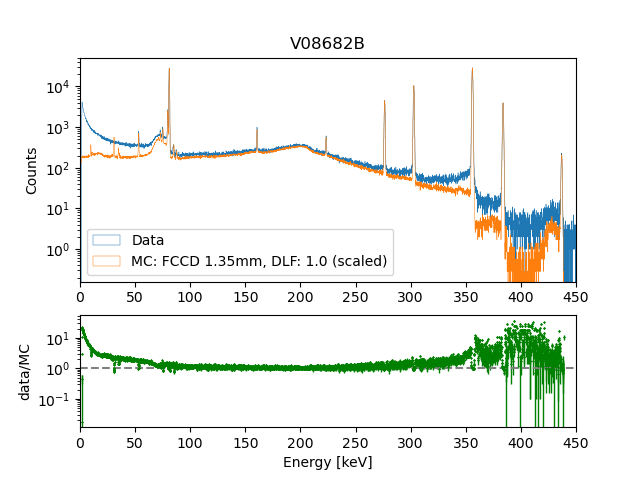 V08682B
Counts
10⁴
10³
10²
10¹
10⁰
Data
MC: FCCD 1.35mm, DLF: 1.0 (scaled)
0 50 100 150 200 250 300 350 400 450
data/MC
10¹
10⁰
10⁻¹
0 50 100 150 200 250 300 350 400 450
Energy [keV]